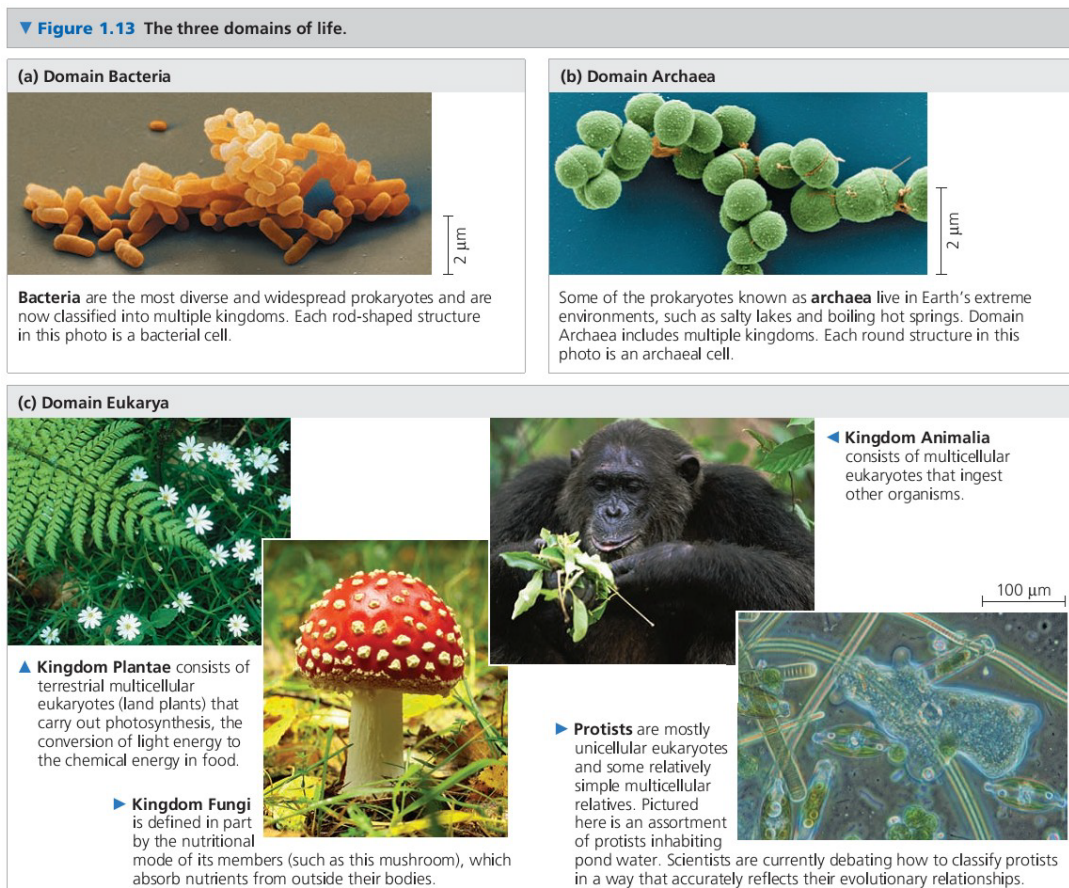 ▼ Figure 1.13 The three domains of life.
(a) Domain Bacteria
2 μm
Bacteria are the most diverse and widespread prokaryotes and are
now classified into multiple kingdoms. Each rod-shaped structure
in this photo is a bacterial cell.
(b) Domain Archaea
2 μm
Some of the prokaryotes known as archaea live in Earth's extreme
environments, such as salty lakes and boiling hot springs. Domain
Archaea includes multiple kingdoms. Each round structure in this
photo is an archaeal cell.
(c) Domain Eukarya
▲ Kingdom Plantae consists of
terrestrial multicellular
eukaryotes (land plants) that
carry out photosynthesis, the
conversion of light energy to
the chemical energy in food.
▶ Kingdom Fungi
is defined in part
by the nutritional
mode of its members (such as this mushroom), which
absorb nutrients from outside their bodies.
◀ Kingdom Animalia
consists of multicellular
eukaryotes that ingest
other organisms.
100 μm
▶ Protists are mostly
unicellular eukaryotes
and some relatively
simple multicellular
relatives. Pictured
here is an assortment
of protists inhabiting
pond water. Scientists are currently debating how to classify protists
in a way that accurately reflects their evolutionary relationships.